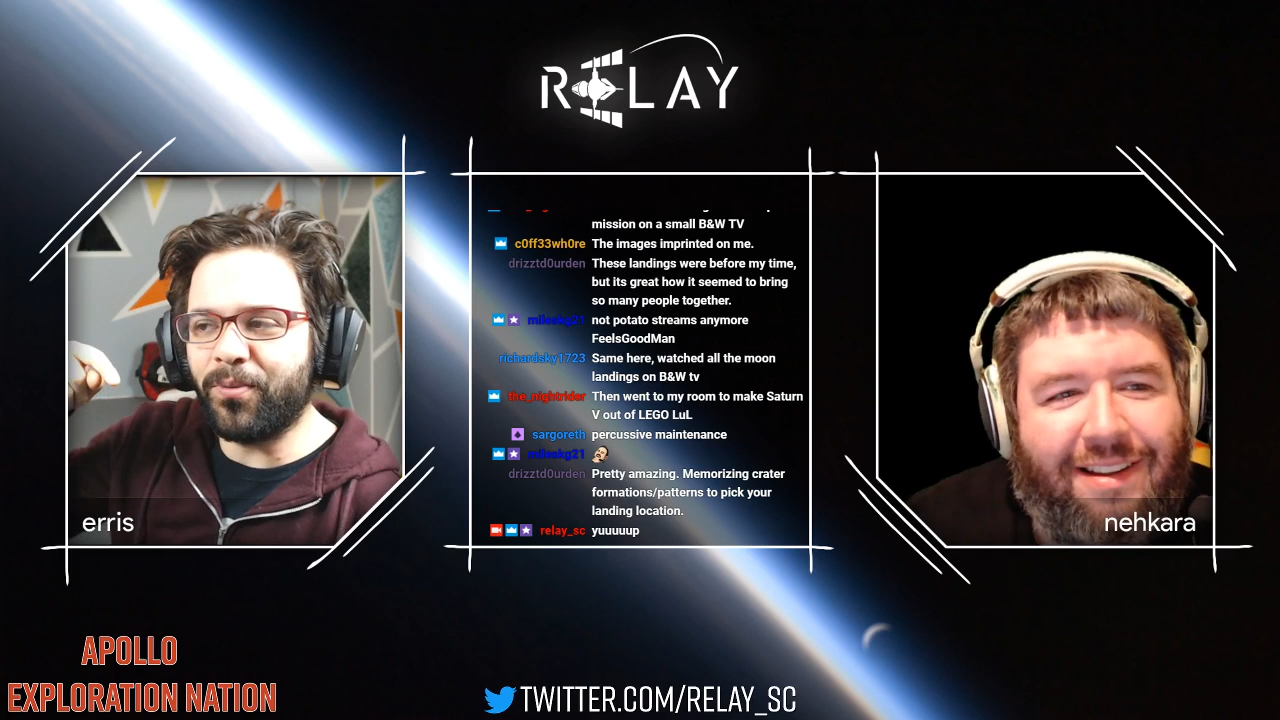 RELAY
mission on a small B&W TV
c0ff33wh0re The images imprinted on me.
drizztd0urden These landings were before my time,
but its great how it seemed to bring
so many people together.
not potato streams anymore
FeelsGoodMan
richardsky1723 Same here, watched all the moon
landings on B&W tv
the_nightrider Then went to my room to make Saturn
V out of LEGO LuL
sargoreth percussive maintenance
drizztd0urden Pretty amazing. Memorizing crater
formations/patterns to pick your
landing location.
relay_sc yuuuuup
erris
nehkara
APOLLO
EXPLORATION NATION
TWITTER.COM/RELAY_SC